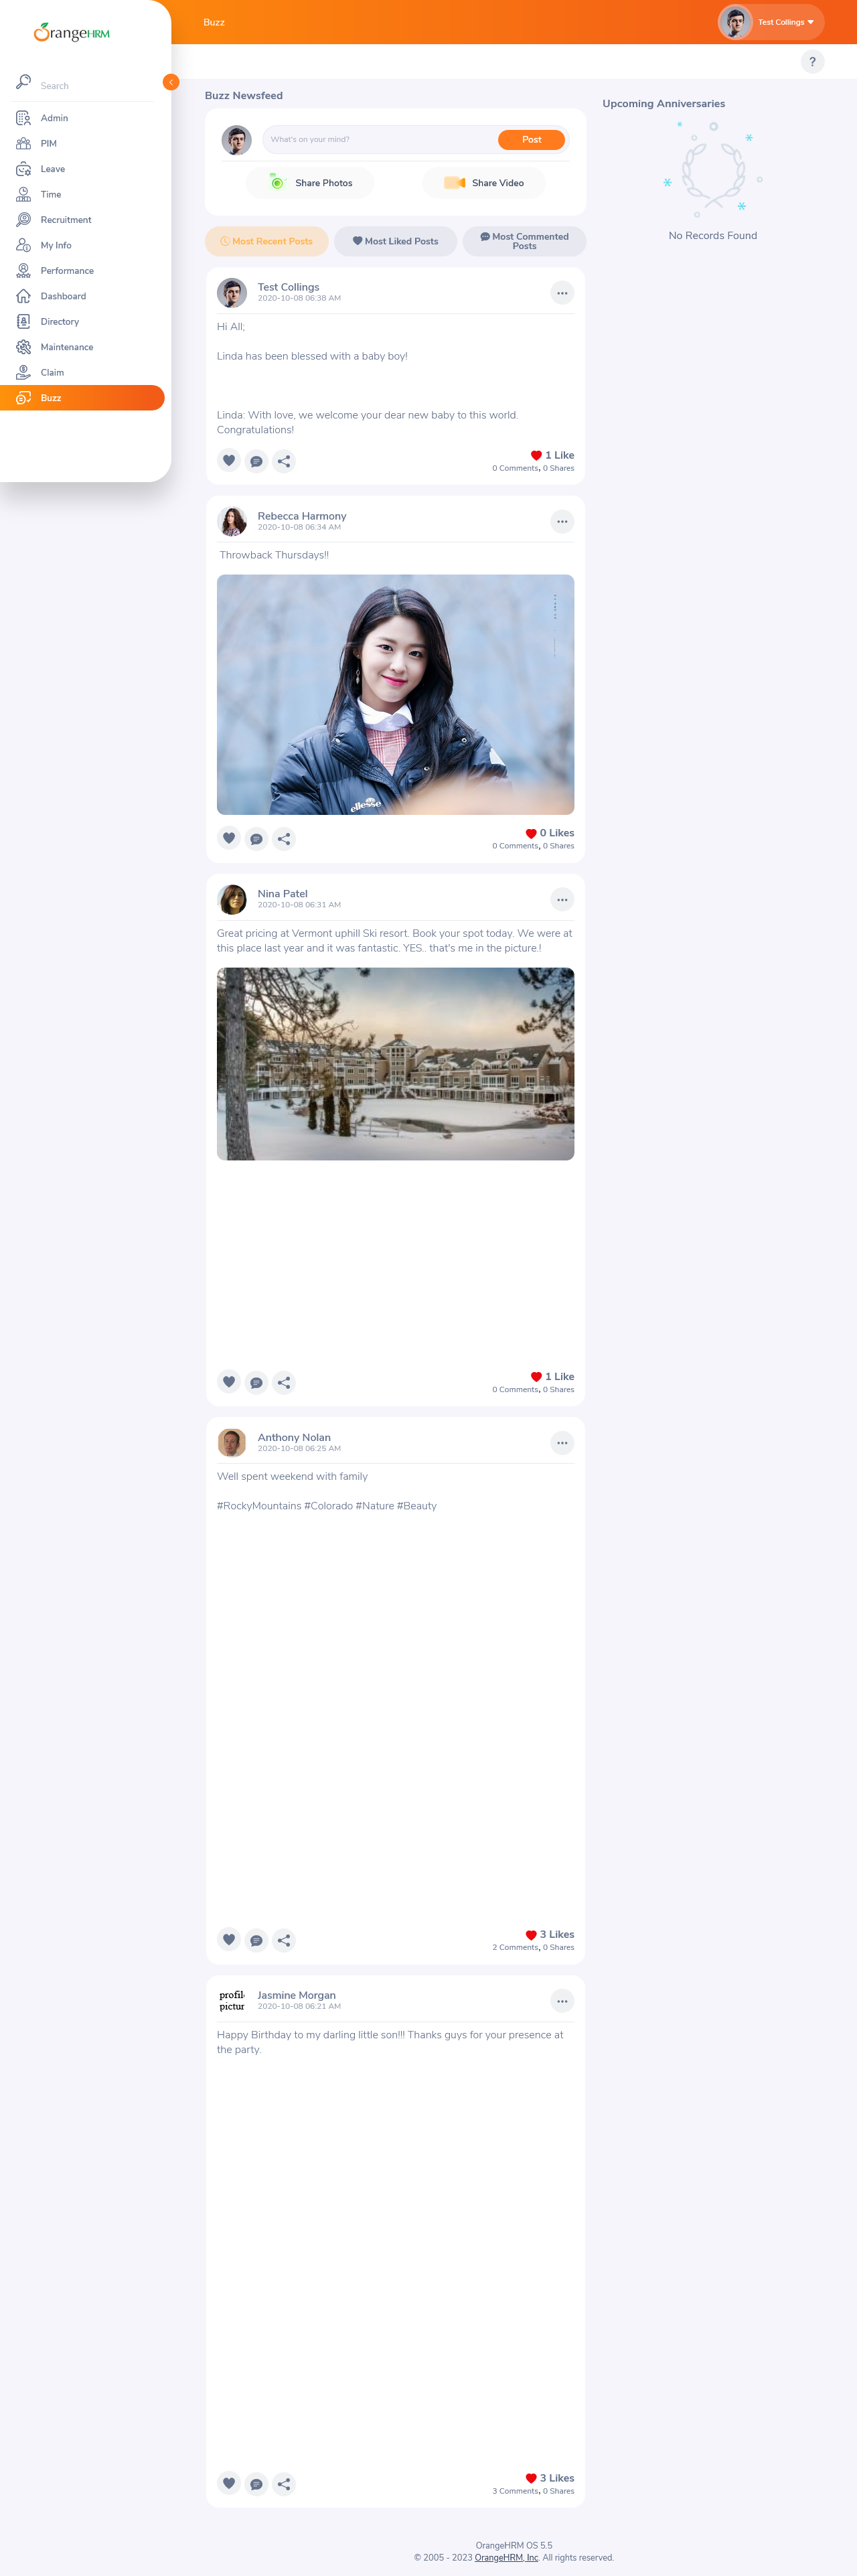 OrangeHRM
Buzz
Test Collings
Search
?
Admin
PIM
Leave
Time
Recruitment
My Info
Performance
Dashboard
Directory
Maintenance
Claim
Buzz
Buzz Newsfeed
What's on your mind?
Post
Share Photos
Share Video
Most Recent Posts
Most Liked Posts
Most Commented
Posts
Test Collings
2020-10-08 06:38 AM
Hi All;
Linda has been blessed with a baby boy!
Linda: With love, we welcome your dear new baby to this world.
Congratulations!
1 Like
0 Comments, 0 Shares
Rebecca Harmony
2020-10-08 06:34 AM
Throwback Thursdays!!
ellesse
0 Likes
0 Comments, 0 Shares
Nina Patel
2020-10-08 06:31 AM
Great pricing at Vermont uphill Ski resort. Book your spot today. We were at
this place last year and it was fantastic. YES.. that's me in the picture.!
1 Like
0 Comments, 0 Shares
Anthony Nolan
2020-10-08 06:25 AM
Well spent weekend with family
#RockyMountains #Colorado #Nature #Beauty
3 Likes
2 Comments, 0 Shares
profil
pictur
Jasmine Morgan
2020-10-08 06:21 AM
Happy Birthday to my darling little son!!! Thanks guys for your presence at
the party.
3 Likes
3 Comments, 0 Shares
Upcoming Anniversaries
No Records Found
OrangeHRM OS 5.5
© 2005 - 2023 OrangeHRM, Inc. All rights reserved.